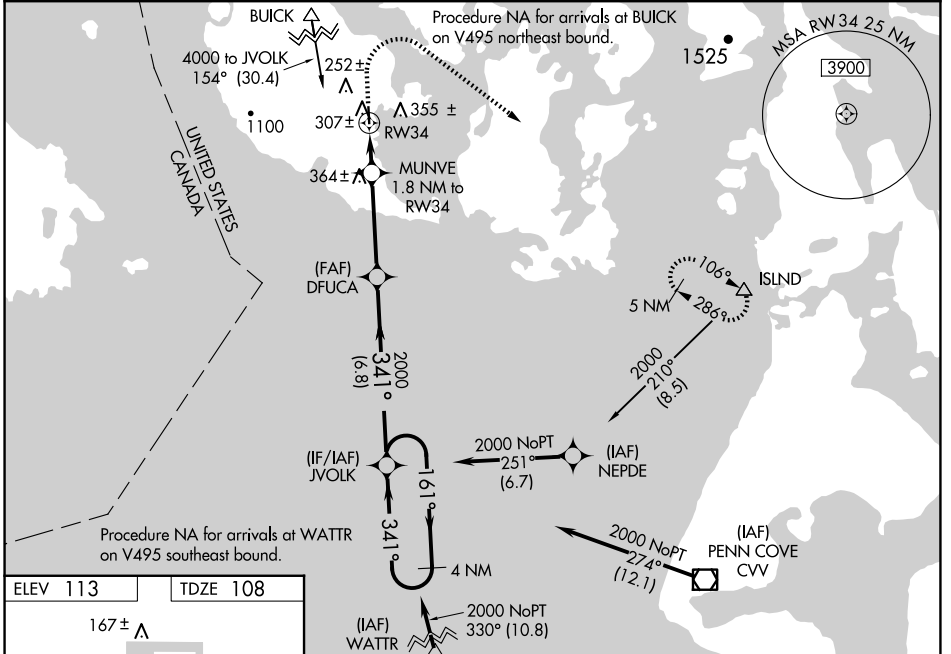 BUICK
Procedure NA for arrivals at BUICK
on V495 northeast bound.
1525
MSA RW34 25 NM
3900
4000 to JVOLK
154° (30.4)
252 ±
1100
307 ±
355 ±
RW34
UNITED STATES
CANADA
364 ±
MUNVE
1.8 NM to
RW34
(FAF)
DFUCA
106°
ISLND
5 NM
286°
2000
341°
(6.8)
2000
210°
(8.5)
(IF/IAF)
JVOLK
161°
2000 NoPT
251°
(6.7)
(IAF)
NEPDE
341°
4 NM
Procedure NA for arrivals at WATTR
on V495 southeast bound.
2000 NoPT
274°
(12.1)
(IAF)
PENN COVE
CVV
ELEV 113
TDZE 108
167 ±
(IAF)
WATTR
2000 NoPT
330° (10.8)